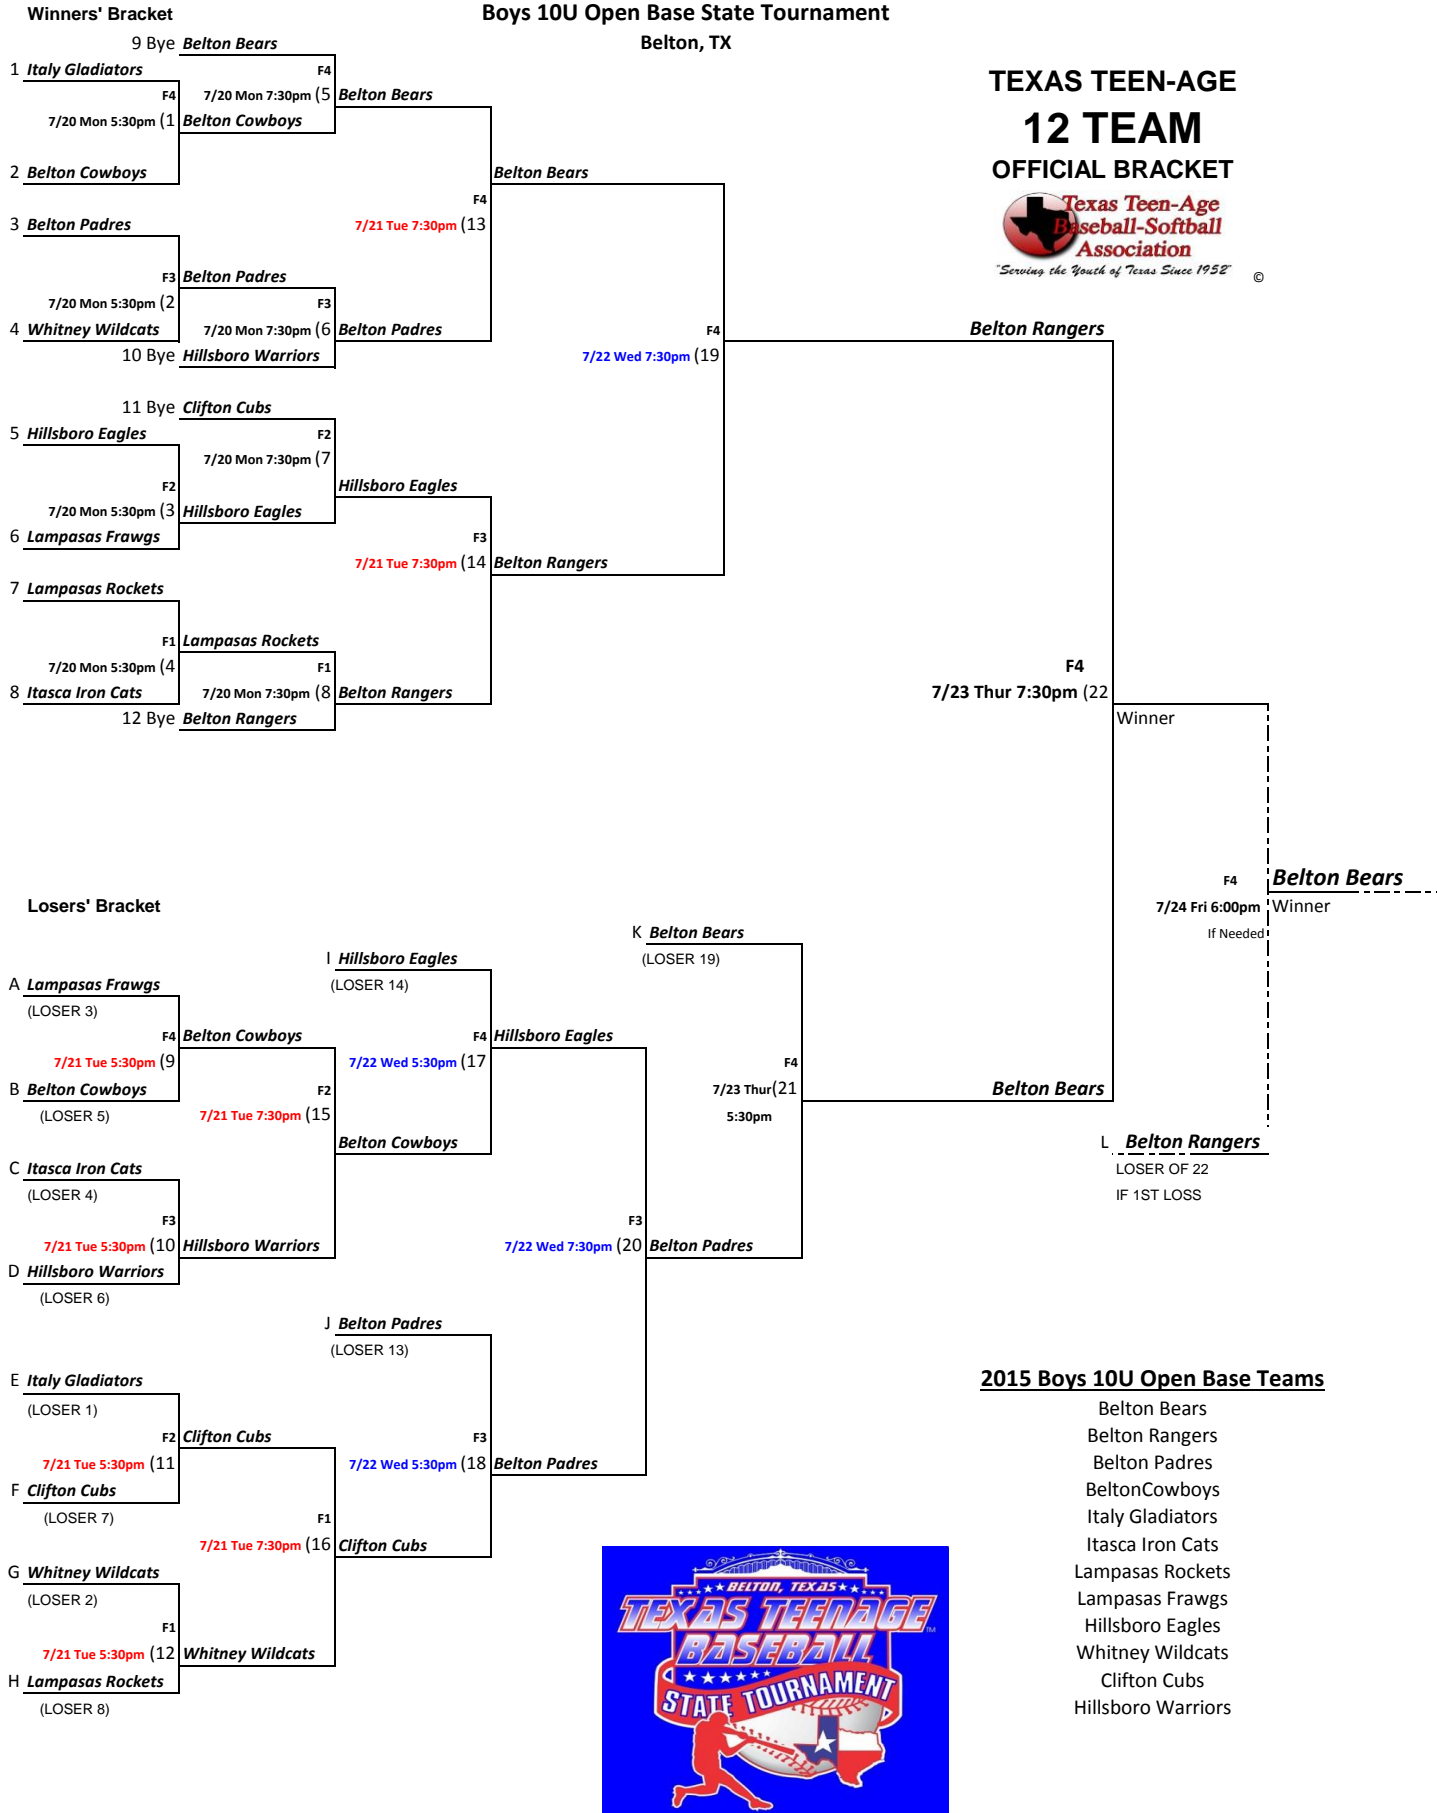 Winners' Bracket
Boys 10U Open Base State Tournament
Belton, TX
9 Bye Belton Bears
1 Italy Gladiators
F4
F4
7/20 Mon 7:30pm (5 Belton Bears
7/20 Mon 5:30pm (1 Belton Cowboys
2 Belton Cowboys
Belton Bears
F4
7/21 Tue 7:30pm (13
3 Belton Padres
F3 Belton Padres
7/20 Mon 5:30pm (2
F3
4 Whitney Wildcats
7/20 Mon 7:30pm (6 Belton Padres
10 Bye Hillsboro Warriors
F4
7/22 Wed 7:30pm (19
Belton Rangers
11 Bye Clifton Cubs
5 Hillsboro Eagles
F2
7/20 Mon 7:30pm (7
F2
Hillsboro Eagles
7/20 Mon 5:30pm (3 Hillsboro Eagles
6 Lampasas Frawgs
F3
7/21 Tue 7:30pm (14 Belton Rangers
7 Lampasas Rockets
F1 Lampasas Rockets
7/20 Mon 5:30pm (4
F1
8 Itasca Iron Cats
7/20 Mon 7:30pm (8 Belton Rangers
12 Bye Belton Rangers
F4
7/23 Thur 7:30pm (22
Winner
TEXAS TEEN-AGE
12 TEAM
OFFICIAL BRACKET
Texas Teen-Age
Baseball-Softball
Association
"Serving the Youth of Texas Since 1952"
©
F4
Belton Bears
7/24 Fri 6:00pm
Winner
If Needed
Losers' Bracket
K Belton Bears
(LOSER 19)
I Hillsboro Eagles
(LOSER 14)
A Lampasas Frawgs
(LOSER 3)
F4 Belton Cowboys
7/21 Tue 5:30pm (9
B Belton Cowboys
(LOSER 5)
F4 Hillsboro Eagles
7/22 Wed 5:30pm (17
F2
7/21 Tue 7:30pm (15
Belton Cowboys
F4
7/23 Thur(21
5:30pm
Belton Bears
L Belton Rangers
LOSER OF 22
IF 1ST LOSS
C Itasca Iron Cats
(LOSER 4)
F3
7/21 Tue 5:30pm (10 Hillsboro Warriors
D Hillsboro Warriors
(LOSER 6)
F3
7/22 Wed 7:30pm (20 Belton Padres
J Belton Padres
(LOSER 13)
E Italy Gladiators
(LOSER 1)
F2 Clifton Cubs
7/21 Tue 5:30pm (11
F Clifton Cubs
(LOSER 7)
F3
7/22 Wed 5:30pm (18 Belton Padres
F1
7/21 Tue 7:30pm (16 Clifton Cubs
G Whitney Wildcats
(LOSER 2)
F1
7/21 Tue 5:30pm (12 Whitney Wildcats
H Lampasas Rockets
(LOSER 8)
2015 Boys 10U Open Base Teams
Belton Bears
Belton Rangers
Belton Padres
BeltonCowboys
Italy Gladiators
Itasca Iron Cats
Lampasas Rockets
Lampasas Frawgs
Hillsboro Eagles
Whitney Wildcats
Clifton Cubs
Hillsboro Warriors
BELTON, TEXAS
TEXAS TEENAGE
TM
BASEBALL
STATE TOURNAMENT